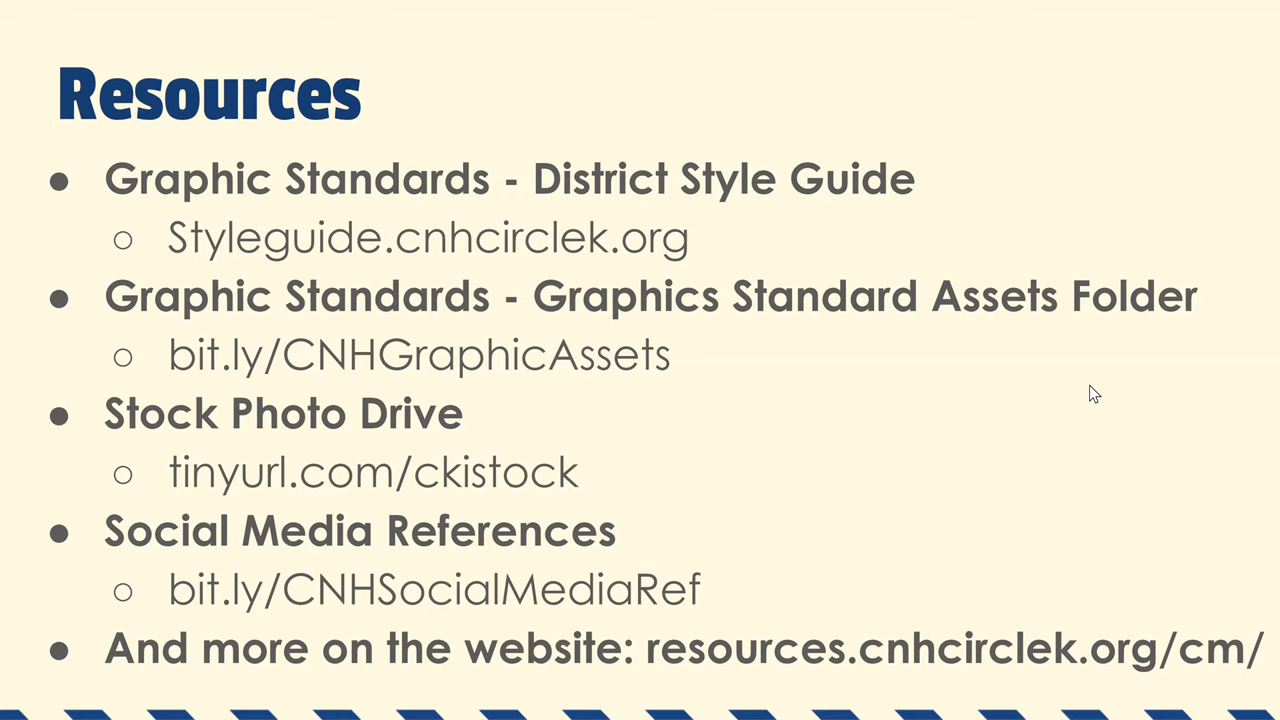 Resources
● Graphic Standards - District Style Guide
○ Styleguide.cnhcirclek.org
● Graphic Standards - Graphics Standard Assets Folder
○ bit.ly/CNHGraphicAssets
● Stock Photo Drive
○ tinyurl.com/ckistock
● Social Media References
○ bit.ly/CNHSocialMediaRef
● And more on the website: resources.cnhcirclek.org/cm/